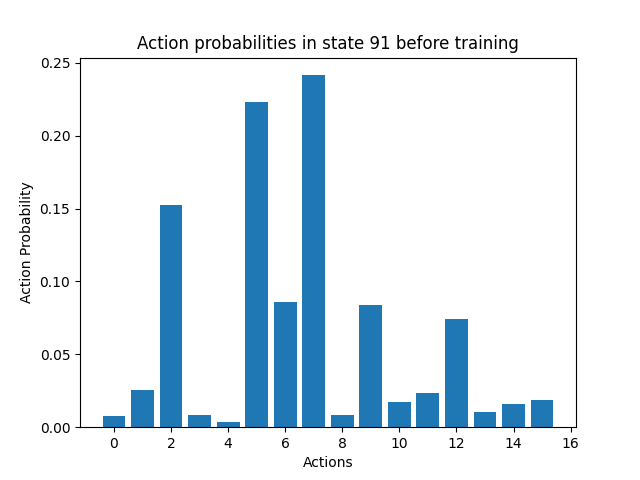 Action probabilities in state 91 before training
0.25
0.20
0.15
0.10
0.05
0.00
Action Probability
0 2 4 6 8 10 12 14 16
Actions